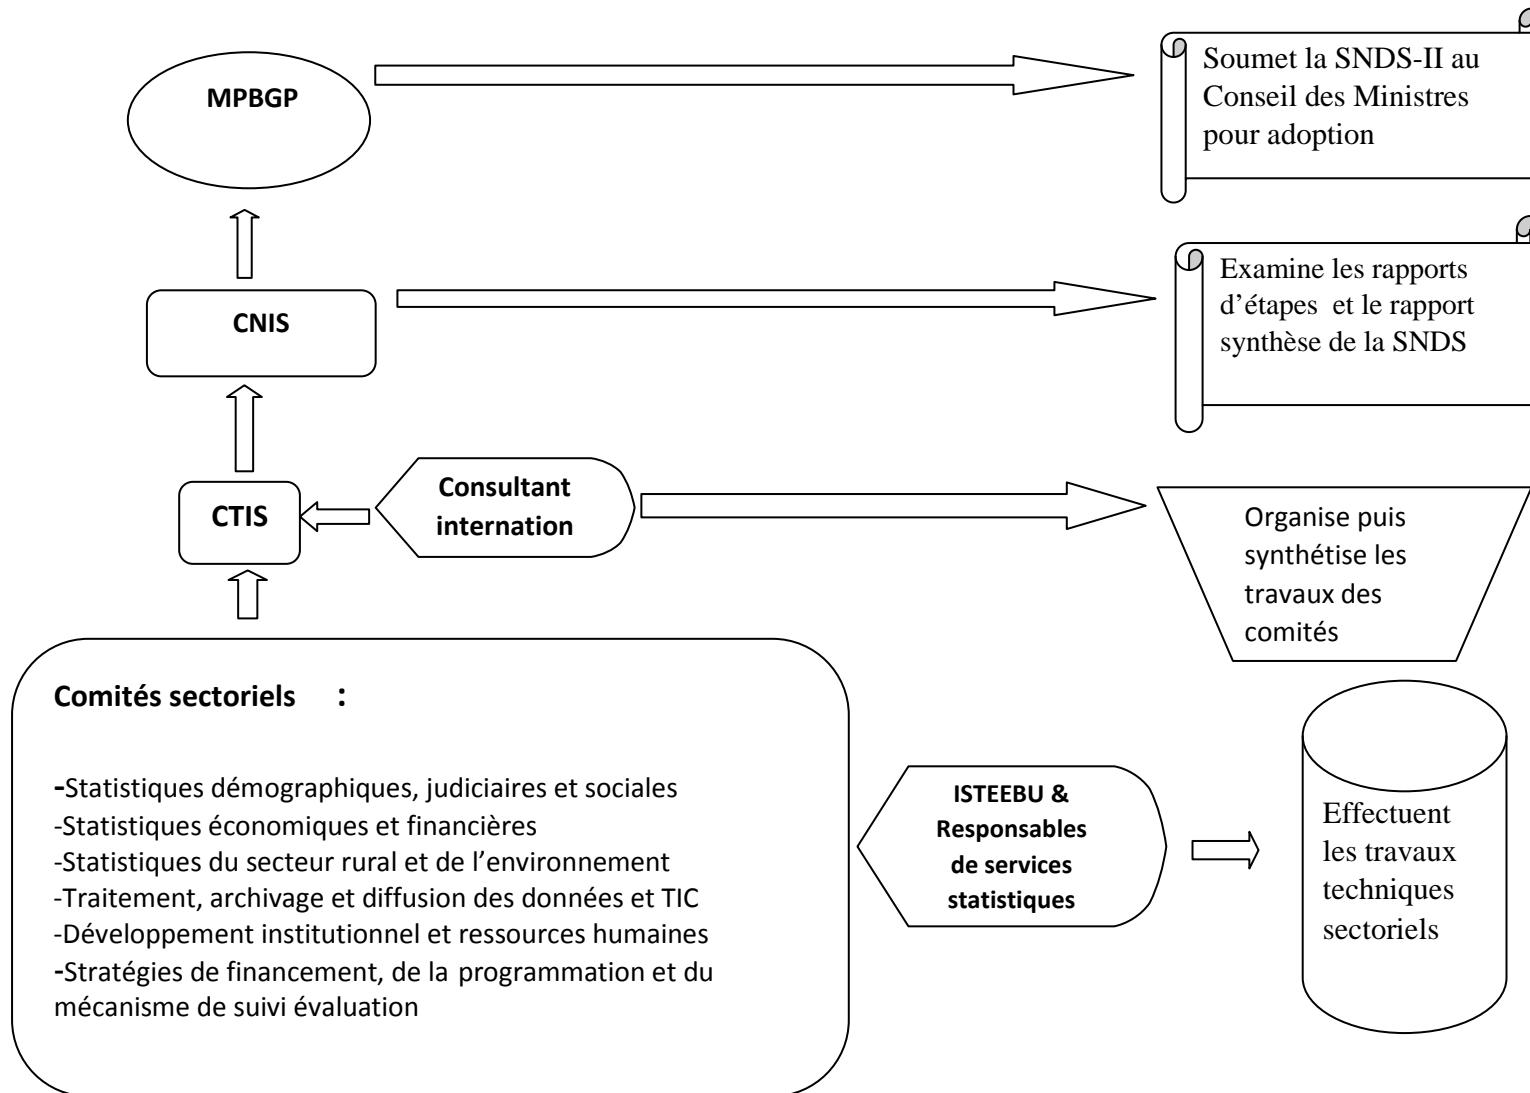 MPBGP
Soumet la SNDS-II au
Conseil des Ministres
pour adoption
CNIS
Examine les rapports
d’étapes et le rapport
synthèse de la SNDS
CTIS
Consultant
internation
Organise puis
synthétise les
travaux des
comités
Comités sectoriels :
-Statistiques démographiques, judiciaires et sociales
-Statistiques économiques et financières
-Statistiques du secteur rural et de l’environnement
-Traitement, archivage et diffusion des données et TIC
-Développement institutionnel et ressources humaines
-Stratégies de financement, de la programmation et du
mécanisme de suivi évaluation
ISTEEBU &
Responsables
de services
statistiques
Effectuent
les travaux
techniques
sectoriels